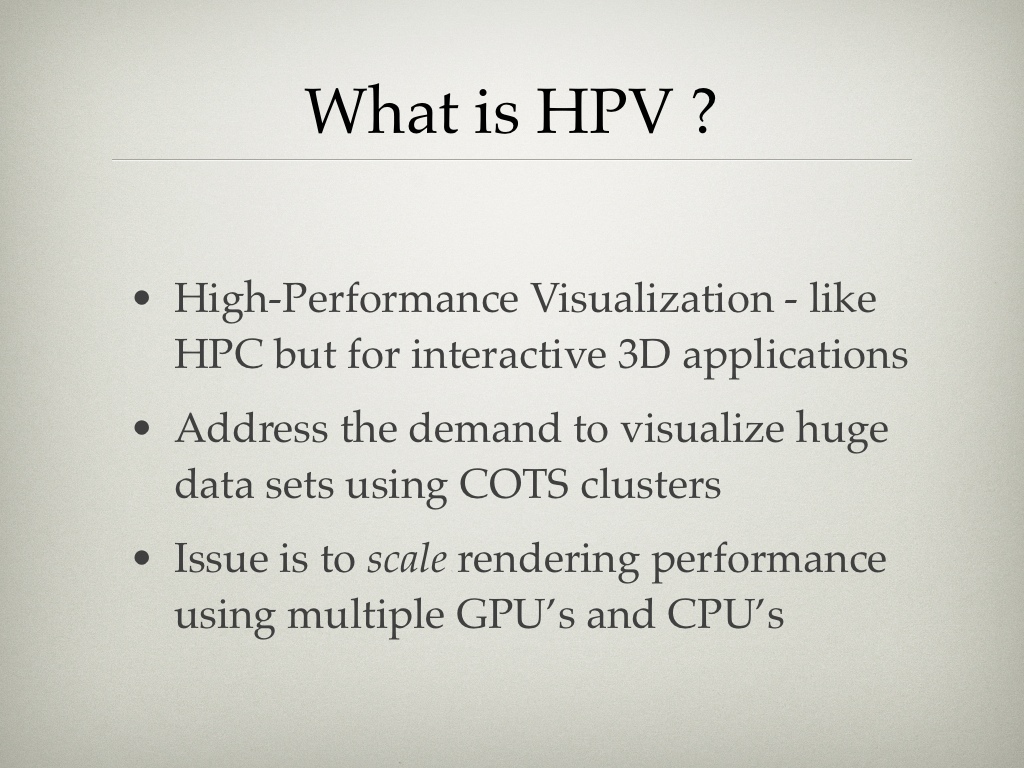 What is HPV ?
• High-Performance Visualization - like
HPC but for interactive 3D applications
• Address the demand to visualize huge
data sets using COTS clusters
• Issue is to scale rendering performance
using multiple GPU’s and CPU’s